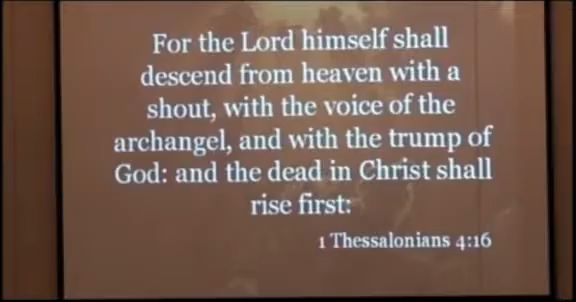 For the Lord himself shall
descend from heaven with a
shout, with the voice of the
archangel, and with the trump of
God: and the dead in Christ shall
rise first:
1 Thessalonians 4:16